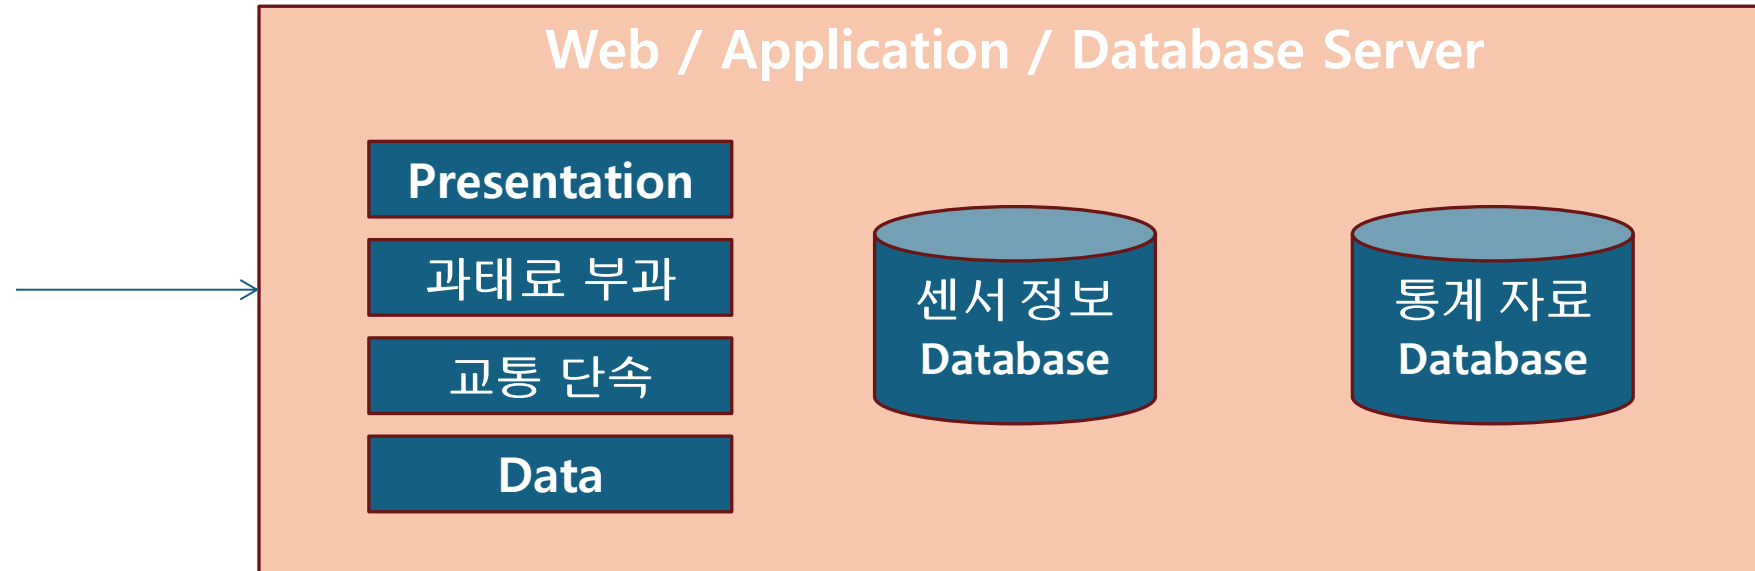 Web / Application / Database Server
Presentation
과태료 부과
교통 단속
Data
센서 정보
Database
통계 자료
Database